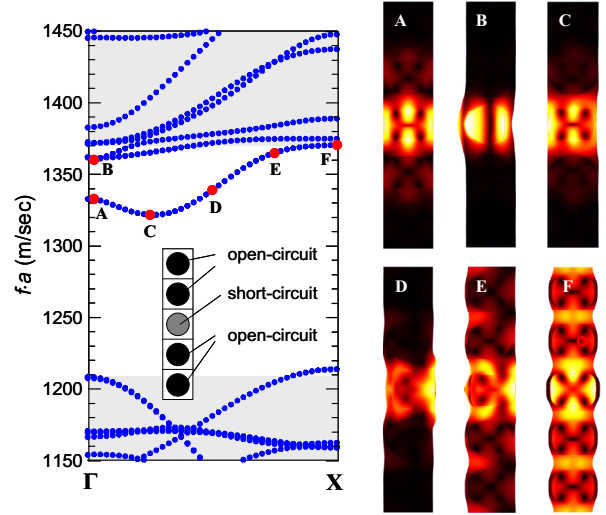 1450
1400
1350
1300
1250
1200
1150
f·a (m/sec)
Γ
X
B
A
C
D
E
F
open-circuit
short-circuit
open-circuit
A
B
C
D
E
F